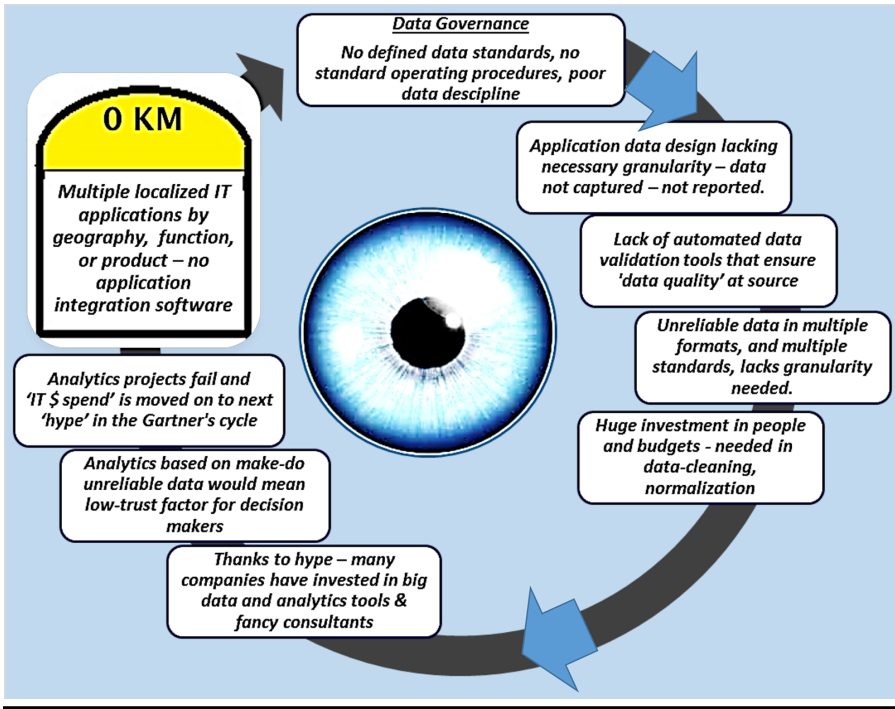 Data Governance
No defined data standards, no
standard operating procedures, poor
data descipline
Application data design lacking
necessary granularity – data
not captured – not reported.
Lack of automated data
validation tools that ensure
'data quality’ at source
Unreliable data in multiple
formats, and multiple
standards, lacks granularity
needed.
Huge investment in people
and budgets - needed in
data-cleaning,
normalization
Thanks to hype – many
companies have invested in big
data and analytics tools &
fancy consultants
Analytics based on make-do
unreliable data would mean
low-trust factor for decision
makers
Analytics projects fail and
‘IT $ spend’ is moved on to next
‘hype’ in the Gartner's cycle
0 KM
Multiple localized IT
applications by
geography, function,
or product – no
application
integration software